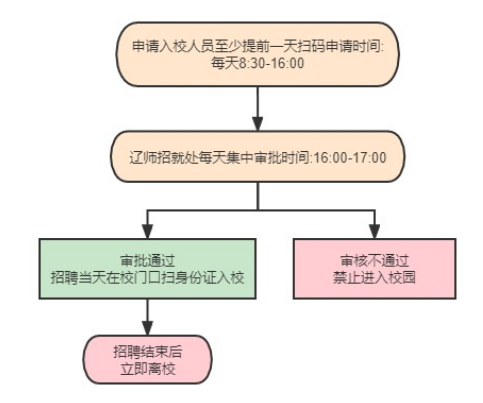 申请入校人员至少提前一天扫码申请时间:
每天8:30-16:00
辽师招就处每天集中审批时间:16:00-17:00
审批通过
招聘当天在校门口扫身份证入校
审核不通过
禁止进入校园
招聘结束后
立即离校